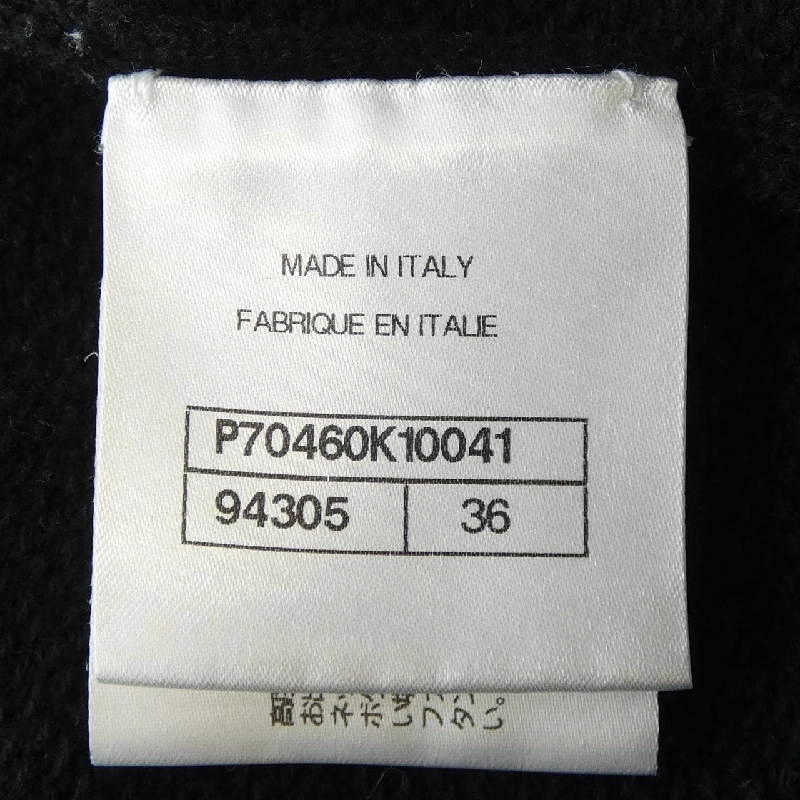 MADE IN ITALY
FABRIQUE EN ITALIE
P70460K10041
94305 36